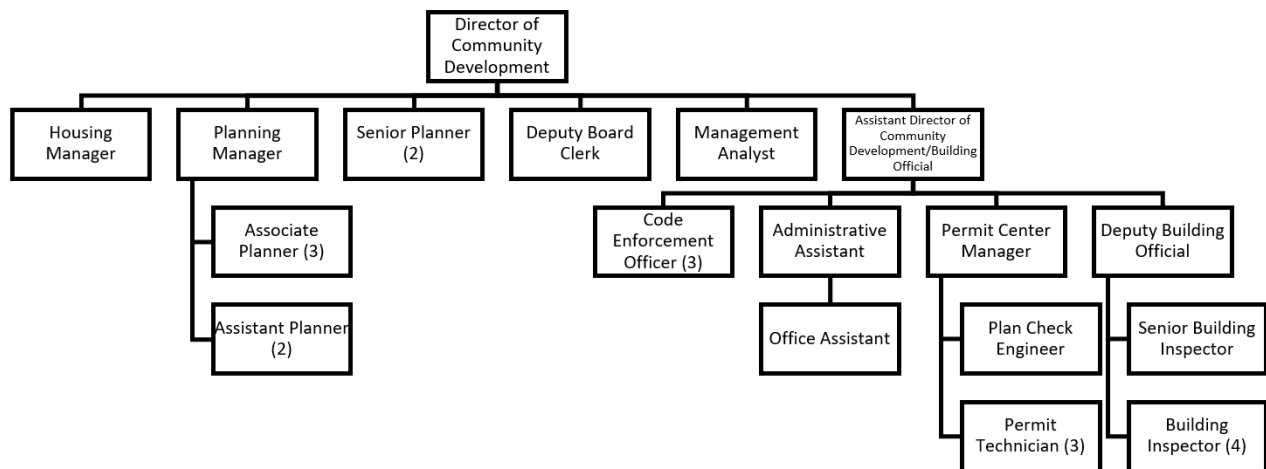 Director of
Community
Development
Housing
Manager
Planning
Manager
Senior Planner
(2)
Deputy Board
Clerk
Management
Analyst
Assistant Director of
Community
Development/Building
Official
Associate
Planner (3)
Assistant Planner
(2)
Code
Enforcement
Officer (3)
Administrative
Assistant
Office Assistant
Permit Center
Manager
Plan Check
Engineer
Permit
Technician (3)
Deputy Building
Official
Senior Building
Inspector
Building
Inspector (4)